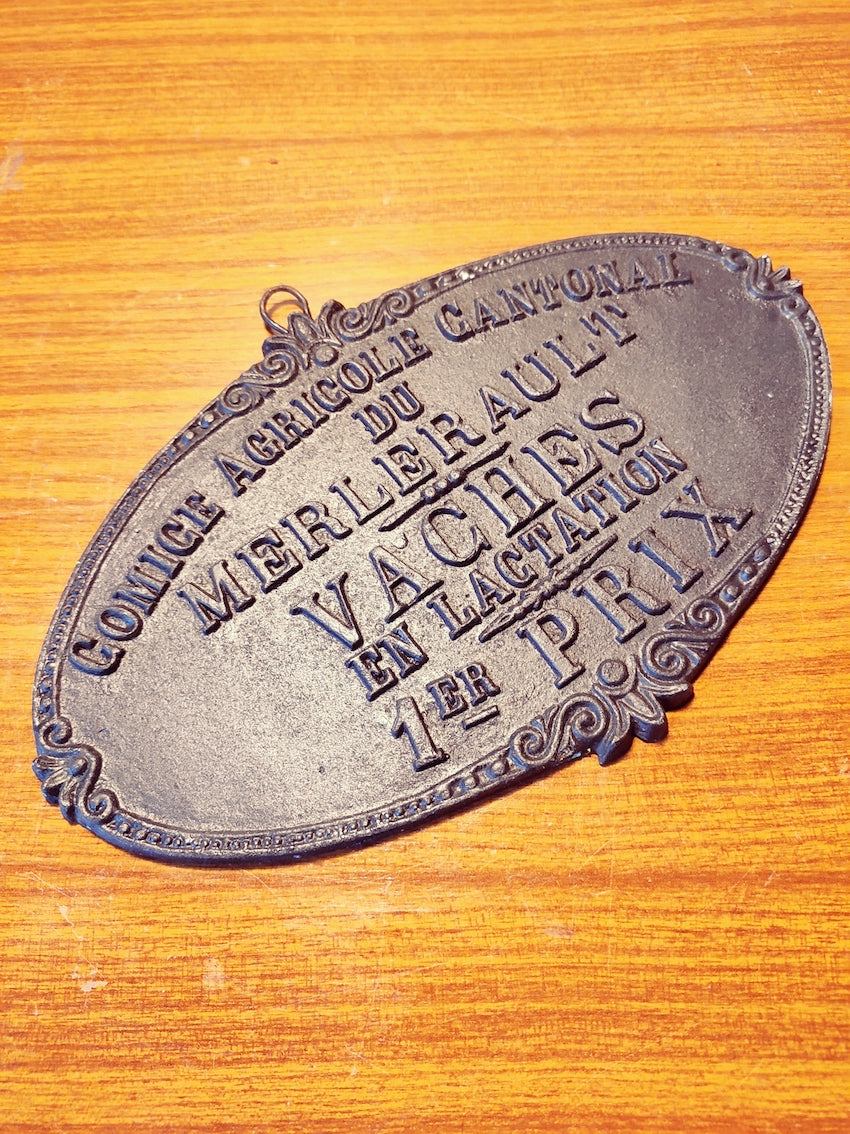 COMICE AGRICOLE CANTONAL
DU
MERLERAULT
VACHES
EN LACTATION
1ER PRIX